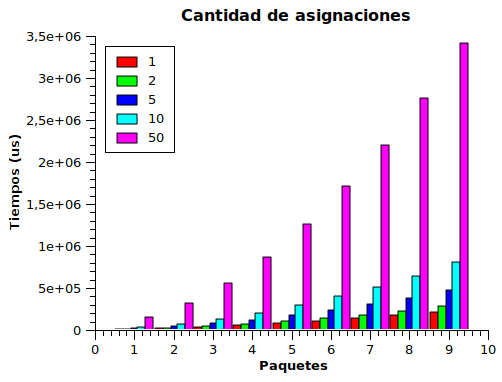 Cantidad de asignaciones
3,5e+06
3e+06
2,5e+06
2e+06
1,5e+06
1e+06
5e+05
0
Tiempos (us)
1
2
5
10
50
0 1 2 3 4 5 6 7 8 9 10
Paquetes